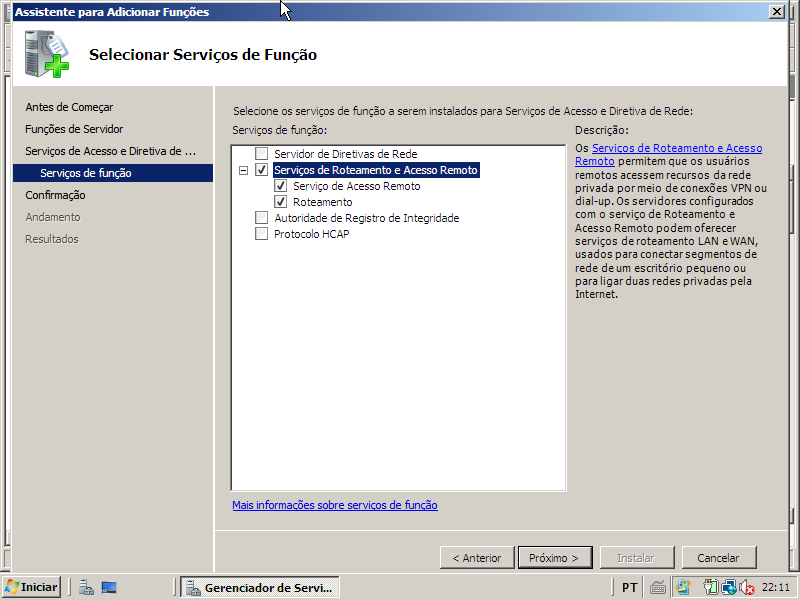 Assistente para Adicionar Funções
Selecionar Serviços de Função
Antes de Começar
Funções de Servidor
Serviços de Acesso e Diretiva de ...
Serviços de função
Confirmação
Andamento
Resultados
Selecione os serviços de função a serem instalados para Serviços de Acesso e Diretiva de Rede:
Serviços de função:
Servidor de Diretivas de Rede
Serviços de Roteamento e Acesso Remoto
Serviço de Acesso Remoto
Roteamento
Autoridade de Registro de Integridade
Protocolo HCAP
Mais informações sobre serviços de função
Descrição:
Os Serviços de Roteamento e Acesso
Remoto permitem que os usuários
remotos acessem recursos da rede
privada por meio de conexões VPN ou
dial-up. Os servidores configurados
com o serviço de Roteamento e
Acesso Remoto podem oferecer
serviços de roteamento LAN e WAN,
usados para conectar segmentos de
rede de um escritório pequeno ou
para ligar duas redes privadas pela
Internet.
< Anterior
Próximo >
Instalar
Cancelar
Iniciar
Gerenciador de Servi...
PT
22:11